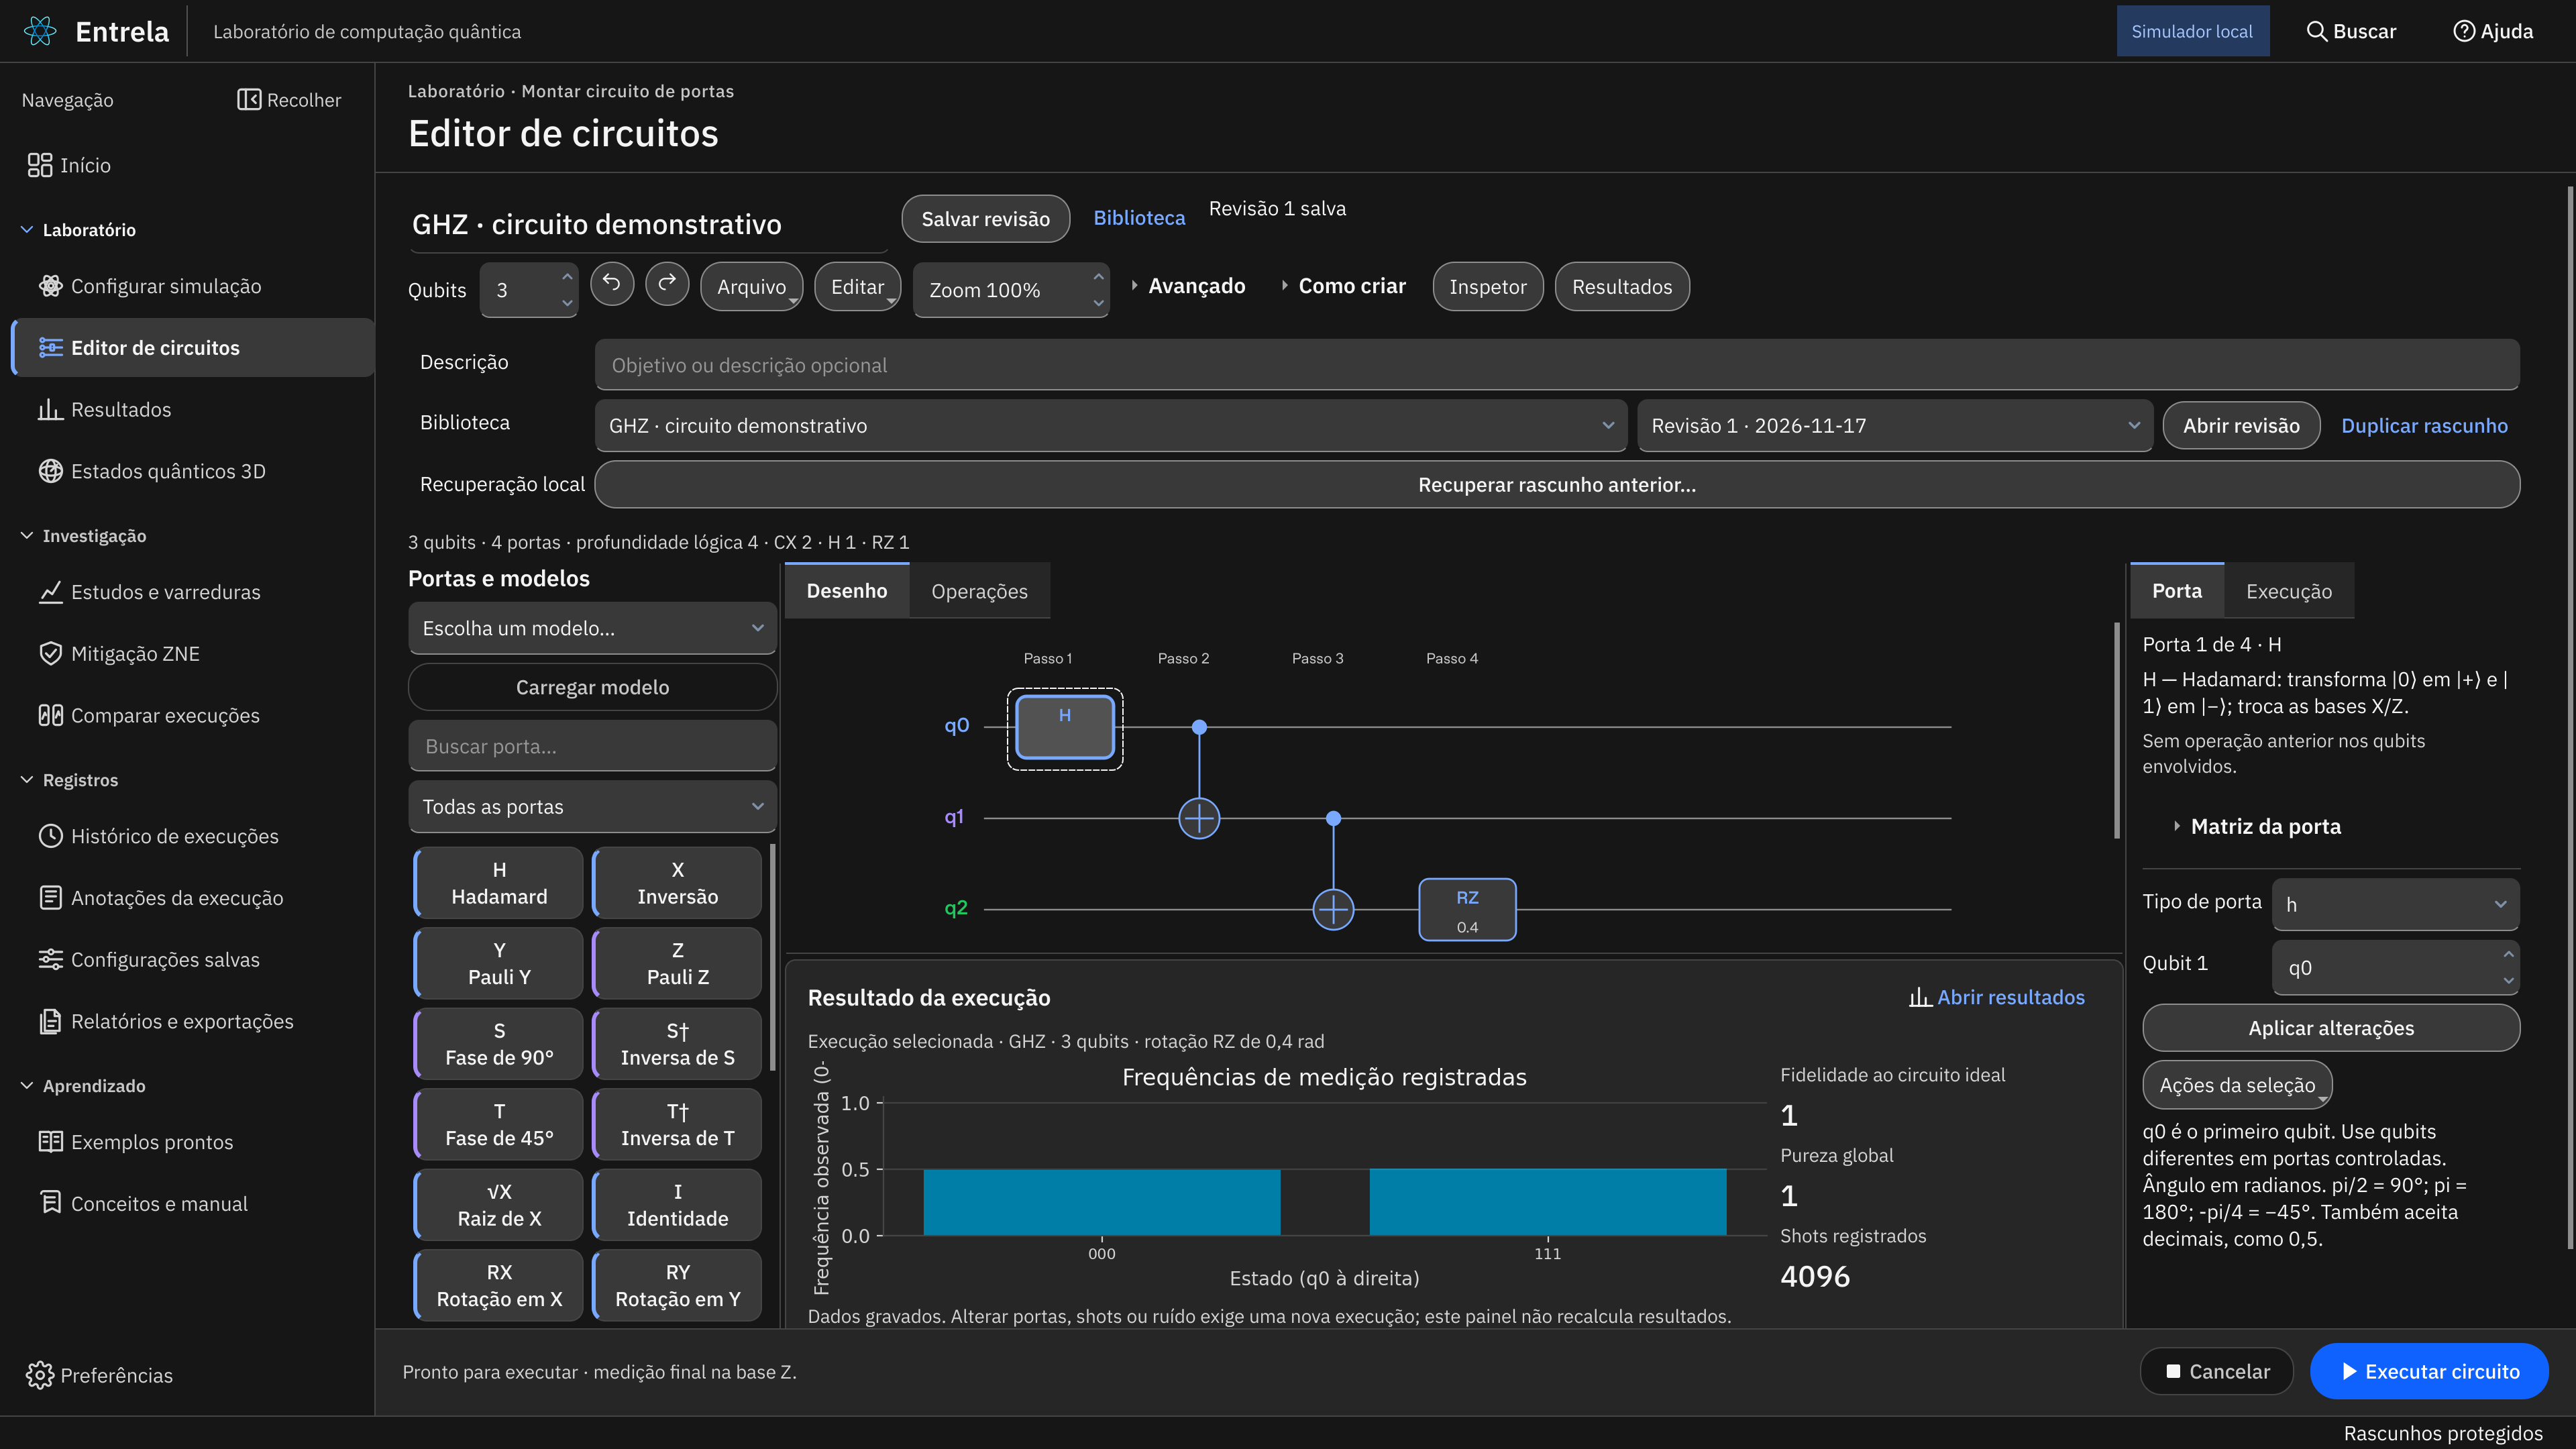 Entrela
Laboratório de computação quântica
Simulador local
Buscar
Ajuda
Navegação
Recolher
Início
Laboratório
Configurar simulação
Editor de circuitos
Resultados
Estados quânticos 3D
Investigação
Estudos e varreduras
Mitigação ZNE
Comparar execuções
Registros
Histórico de execuções
Anotações da execução
Configurações salvas
Relatórios e exportações
Aprendizado
Exemplos prontos
Conceitos e manual
Preferências
Laboratório · Montar circuito de portas
Editor de circuitos
GHZ · circuito demonstrativo
Salvar revisão
Biblioteca
Revisão 1 salva
Qubits
3
Arquivo
Editar
Zoom 100%
Avançado
Como criar
Inspetor
Resultados
Descrição
Objetivo ou descrição opcional
Biblioteca
GHZ · circuito demonstrativo
Revisão 1 · 2026-11-17
Abrir revisão
Duplicar rascunho
Recuperação local
Recuperar rascunho anterior...
3 qubits · 4 portas · profundidade lógica 4 · CX 2 · H 1 · RZ 1
Portas e modelos
Escolha um modelo...
Carregar modelo
Buscar porta...
Todas as portas
H
Hadamard
X
Inversão
Y
Pauli Y
Z
Pauli Z
S
Fase de 90°
S†
Inversa de S
T
Fase de 45°
T†
Inversa de T
√X
Raiz de X
I
Identidade
RX
Rotação em X
RY
Rotação em Y
Desenho
Operações
Passo 1
Passo 2
Passo 3
Passo 4
q0
H
q1
q2
RZ
0.4
Resultado da execução
Abrir resultados
Execução selecionada · GHZ · 3 qubits · rotação RZ de 0,4 rad
Frequências de medição registradas
Frequência observada (0-
1.0
0.5
0.0
000
111
Estado (q0 à direita)
Fidelidade ao circuito ideal
1
Pureza global
1
Shots registrados
4096
Dados gravados. Alterar portas, shots ou ruído exige uma nova execução; este painel não recalcula resultados.
Porta
Execução
Porta 1 de 4 · H
H — Hadamard: transforma |0⟩ em |+⟩ e |
1⟩ em |−⟩; troca as bases X/Z.
Sem operação anterior nos qubits
envolvidos.
Matriz da porta
Tipo de porta
h
Qubit 1
q0
Aplicar alterações
Ações da seleção
q0 é o primeiro qubit. Use qubits
diferentes em portas controladas.
Ângulo em radianos. pi/2 = 90°; pi =
180°; -pi/4 = −45°. Também aceita
decimais, como 0,5.
Pronto para executar · medição final na base Z.
Cancelar
Executar circuito
Rascunhos protegidos